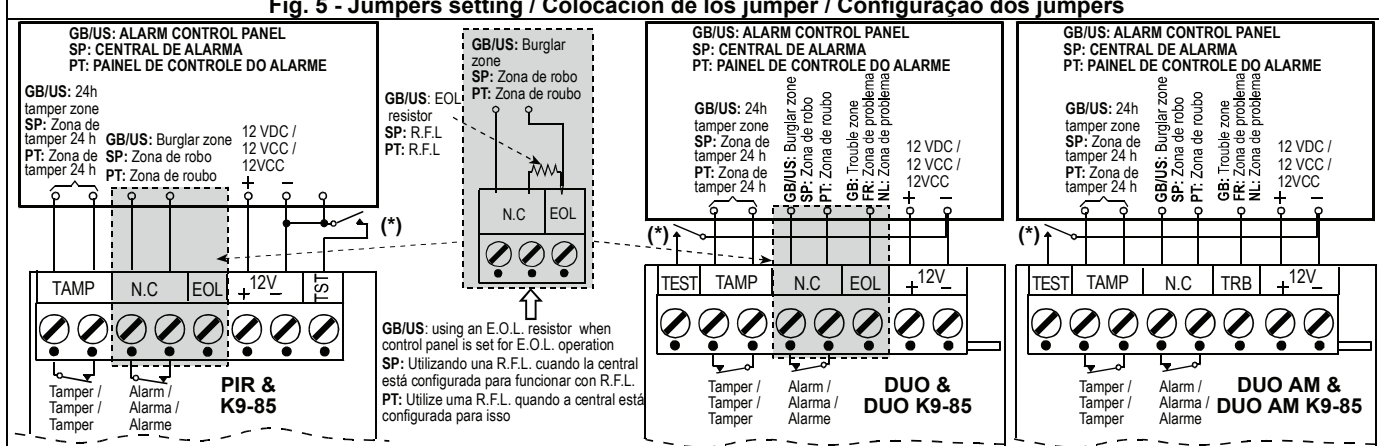 Fig. 5 - Jumpers setting / Colocación de los jumper / Configuração dos jumpers
GB/US: ALARM CONTROL PANEL
SP: CENTRAL DE ALARMA
PT: PAINEL DE CONTROLE DO ALARME
GB/US: 24h
tamper zone
SP: Zona de
tamper 24 h
PT: Zona de
tamper 24 h
GB/US: Burglar zone
SP: Zona de robo
PT: Zona de roubo
12 VDC /
12 VCC /
12VCC
+ –
(*)
TAMP N.C EOL + 12V – TST
Tamper /
Tamper /
Tamper
Alarm /
Alarma /
Alarme
PIR &
K9-85
GB/US: Burglar
zone
SP: Zona de robo
PT: Zona de roubo
GB/US: EOL
resistor
SP: R.F.L
PT: R.F.L
N.C EOL
GB/US: using an E.O.L. resistor when
control panel is set for E.O.L. operation
SP: Utilizando una R.F.L. cuando la central
está configurada para funcionar con R.F.L.
PT: Utilize uma R.F.L. quando a central está
configurada para isso
GB/US: ALARM CONTROL PANEL
SP: CENTRAL DE ALARMA
PT: PAINEL DE CONTROLE DO ALARME
GB/US: 24h
tamper zone
SP: Zona de
tamper 24 h
PT: Zona de
tamper 24 h
GB/US: Burglar zone
SP: Zona de robo
PT: Zona de roubo
GB: Trouble zone
FR: Zona de problema
NL: Zona de problema
12 VDC /
12 VCC /
12VCC
+ –
(*)
TEST TAMP N.C EOL + 12V –
Tamper /
Tamper /
Tamper
Alarm /
Alarma /
Alarme
DUO &
DUO K9-85
GB/US: ALARM CONTROL PANEL
SP: CENTRAL DE ALARMA
PT: PAINEL DE CONTROLE DO ALARME
GB/US: 24h
tamper zone
SP: Zona de
tamper 24 h
PT: Zona de
tamper 24 h
GB/US: Burglar zone
SP: Zona de robo
PT: Zona de roubo
GB: Trouble zone
FR: Zona de problema
NL: Zona de problema
12 VDC /
12 VCC /
12VCC
+ –
(*)
TEST TAMP N.C TRB + 12V –
Tamper /
Tamper /
Tamper
Alarm /
Alarma /
Alarme
DUO AM &
DUO AM K9-85